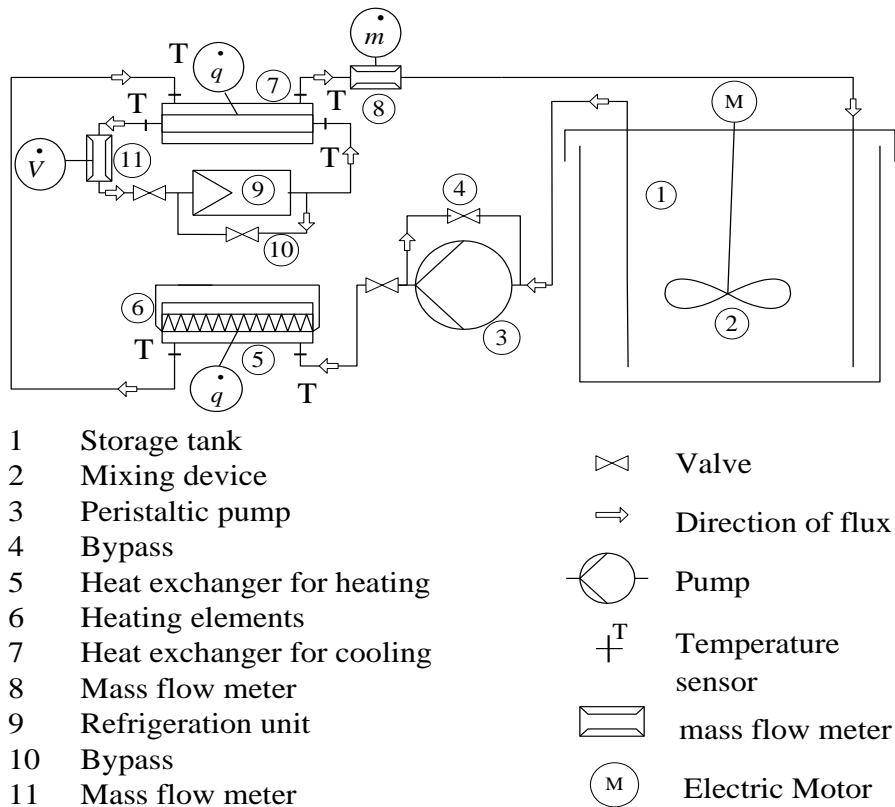 ṁ
T
q̇
7
T
8
T
M
V̇
11
T
9
1
4
10
6
2
3
T
5
T
q̇
1 Storage tank
2 Mixing device
3 Peristaltic pump
4 Bypass
5 Heat exchanger for heating
6 Heating elements
7 Heat exchanger for cooling
8 Mass flow meter
9 Refrigeration unit
10 Bypass
11 Mass flow meter
Valve
Direction of flux
Pump
T
Temperature
sensor
mass flow meter
M
Electric Motor